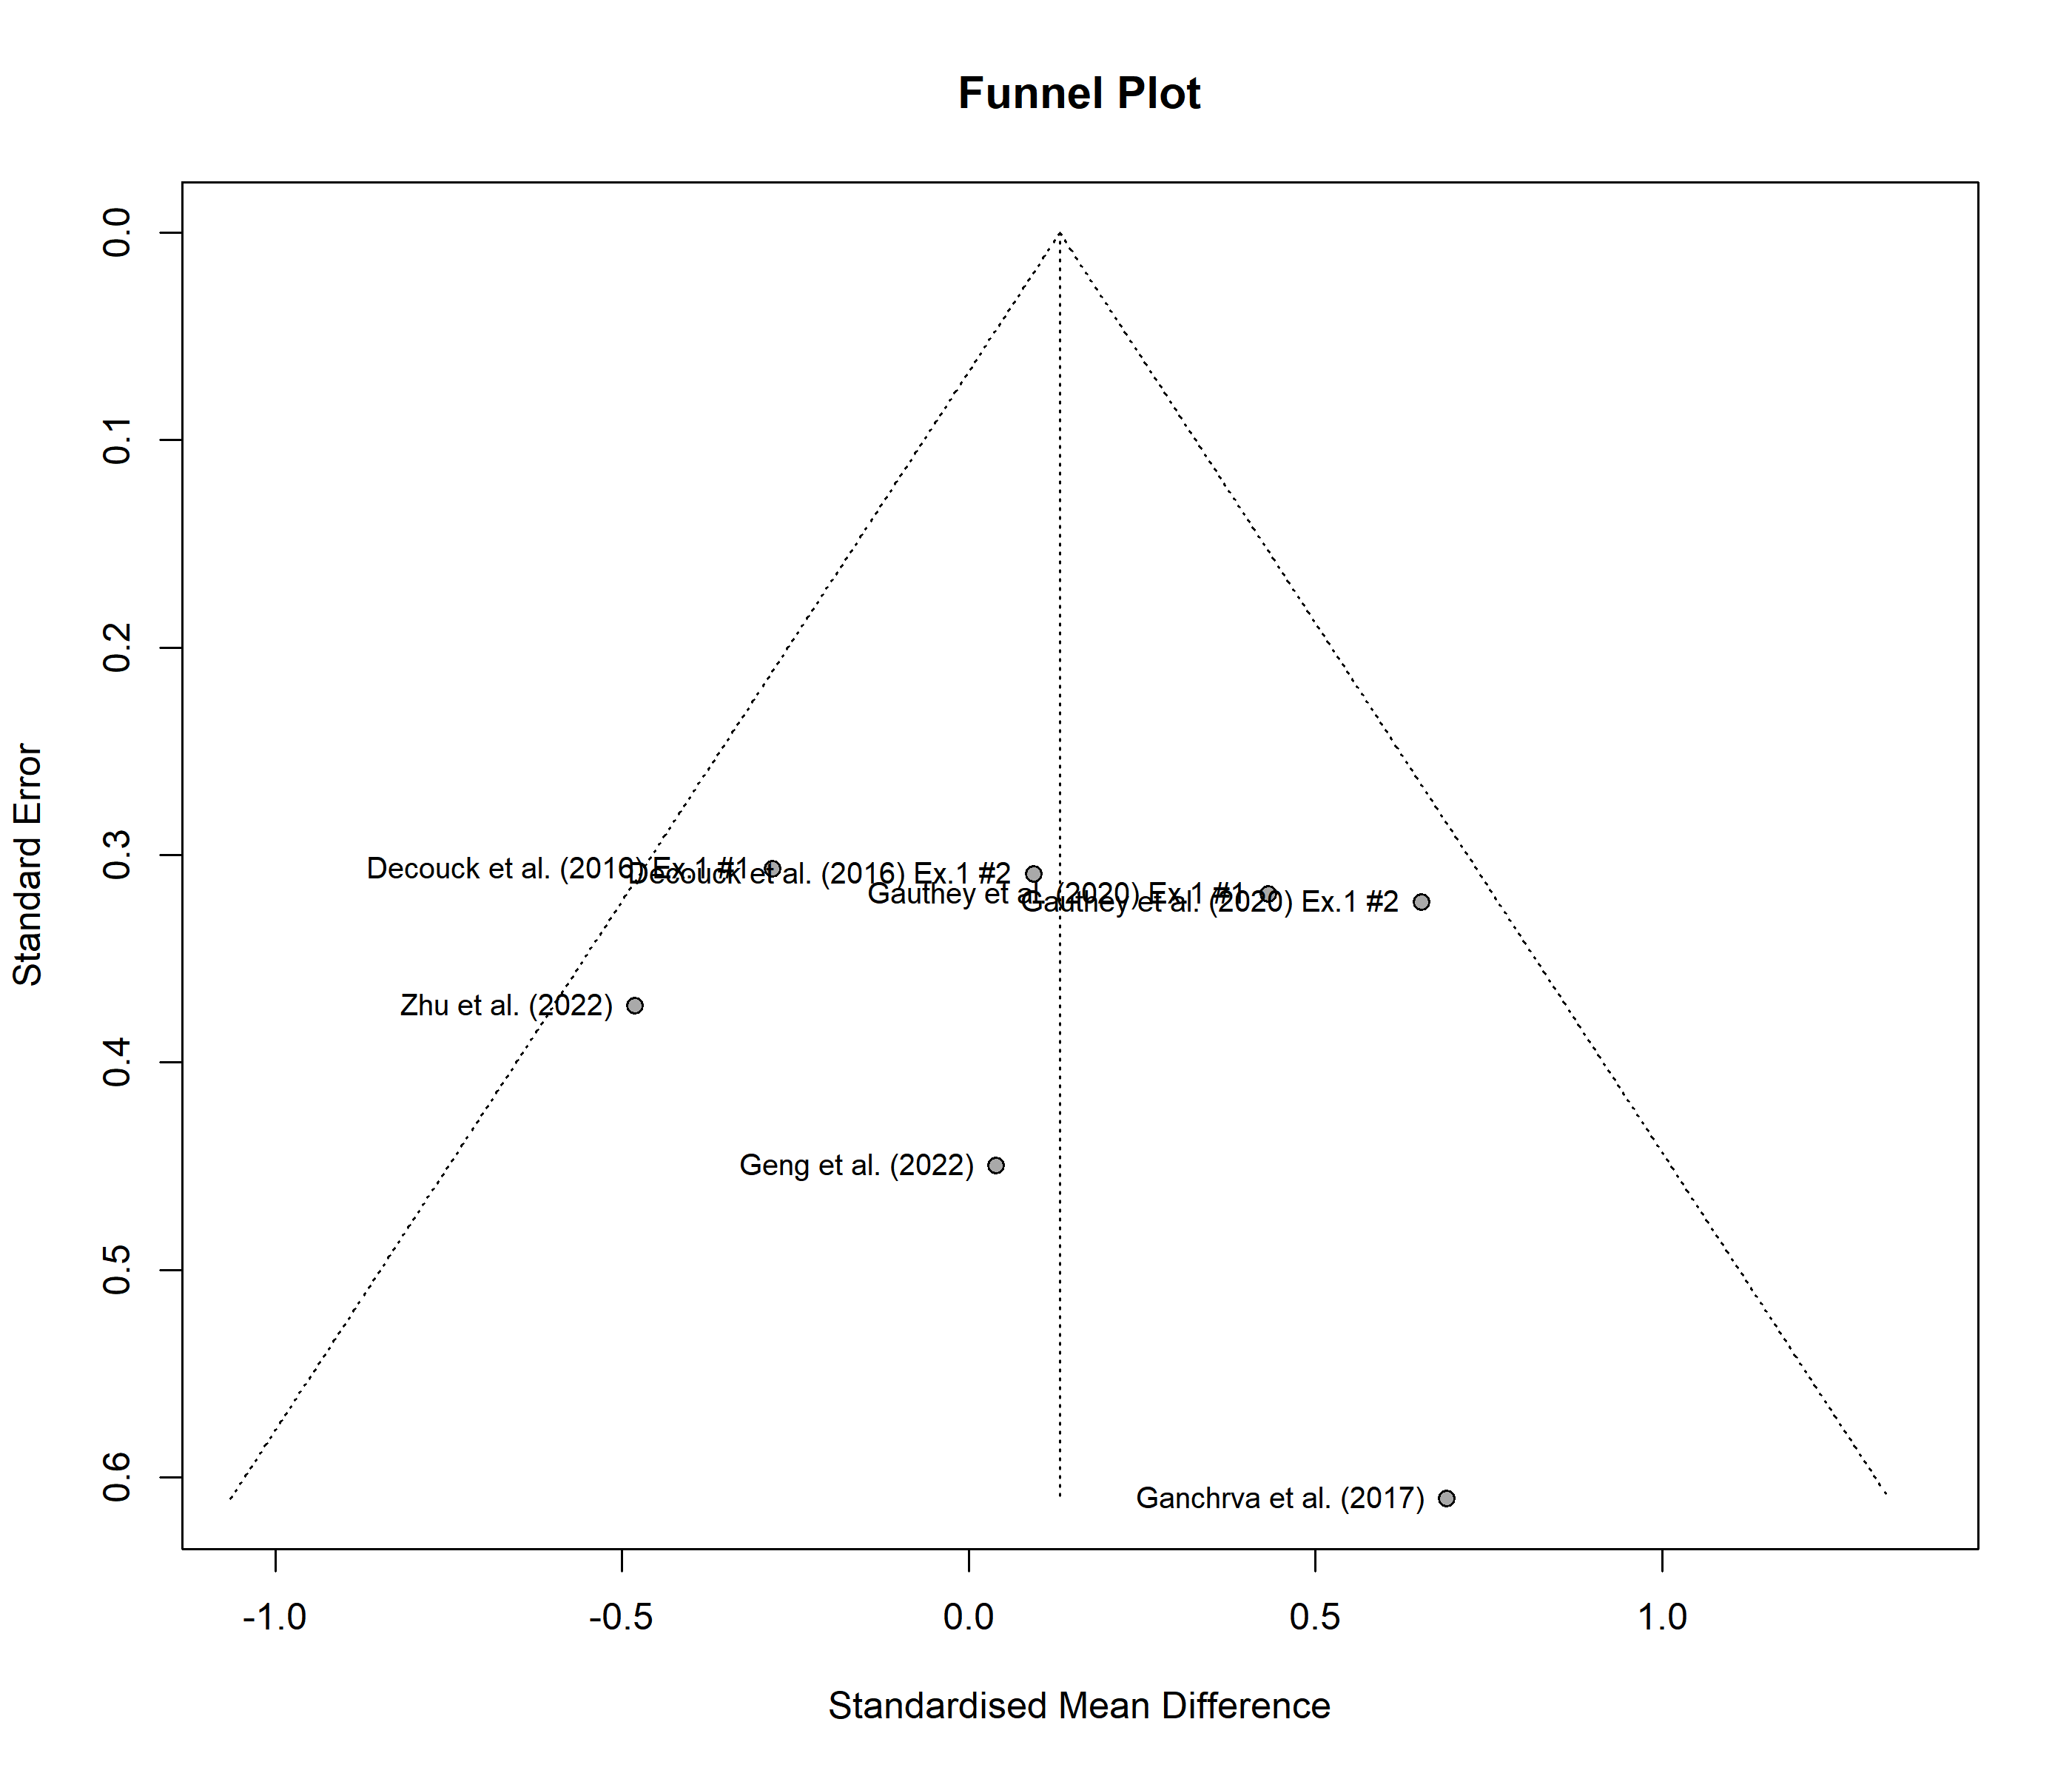 Funnel Plot
0.0
0.1
0.2
0.3
0.4
0.5
0.6
Standard Error
Decouck et al. (2016) Ex.1 #1
Decouck et al. (2016) Ex.1 #2
Gauthey et al. (2020) Ex.1 #1
Gauthey et al. (2020) Ex.1 #2
Zhu et al. (2022)
Geng et al. (2022)
Ganchrva et al. (2017)
-1.0
-0.5
0.0
0.5
1.0
Standardised Mean Difference